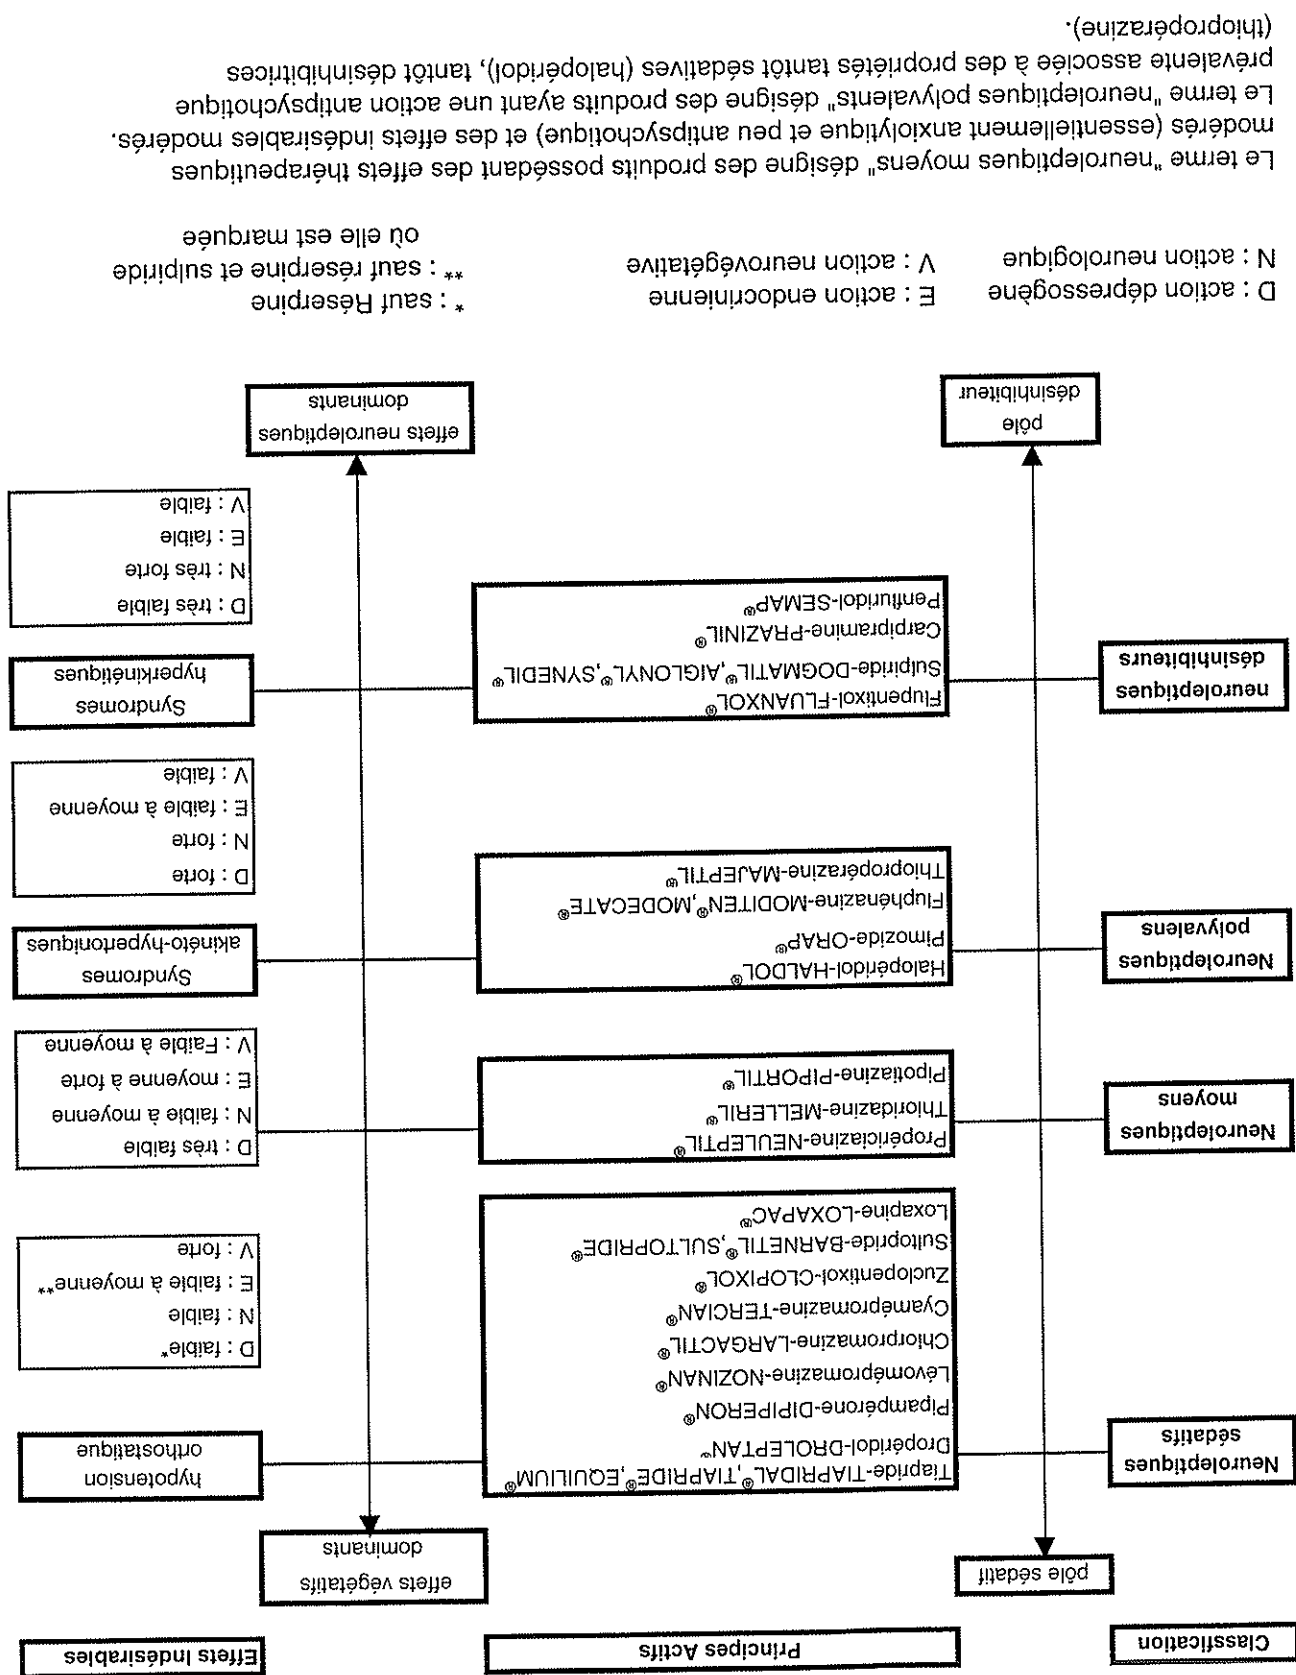 Classfication
Principes Actifs
Effets Indésirables
pôle sédatif
effets végétatifs
dominants
Neuroleptiques
sédatifs
Tiapride-TIAPRIDAL®,TIAPRIDE®,EQUILIUM®
Dropéridol-DROLEPTAN®
Pipampérone-DIPIPERON®
Lévomépromazine-NOZINAN®
Chlorpromazine-LARGACTIL®
Cyamépromazine-TERCIAN®
Zuclopentixol-CLOPIXOL®
Sultopride-BARNETIL®,SULTOPRIDE®
Loxapine-LOXAPAC®
hypotension
orthostatique
D : faible*
N : faible
E : faible à moyenne**
V : forte
Neuroleptiques
moyens
Propériciazine-NEULEPTIL®
Thioridazine-MELLERIL®
Pipotiazine-PIPORTIL®
D : très faible
N : faible à moyenne
E : moyenne à forte
V : Faible à moyenne
Neuroleptiques
polyvalens
Halopéridol-HALDOL®
Pimozide-ORAP®
Fluphénazine-MODITEN®,MODECATE®
Thiopropérazine-MAJEPTIL®
Syndromes
akinéto-hypertoniques
D : forte
N : forte
E : faible à moyenne
V : faible
neuroleptiques
désinhibiteurs
Flupentixol-FLUANXOL®
Sulpiride-DOGMATIL®,AIGLONYL®,SYNEDIL®
Carpipramine-PRAZINIL®
Penfluridol-SEMAP®
Syndromes
hyperkinétiques
D : très faible
N : très forte
E : faible
V : faible
pôle
désinhibiteur
effets neuroleptiques
dominants
D : action dépressogène
E : action endocrinienne
* : sauf Réserpine
N : action neurologique
V : action neurovégétative
** : sauf réserpine et sulpiride
où elle est marquée
Le terme "neuroleptiques moyens" désigne des produits possédant des effets thérapeutiques
modérés (essentiellement anxiolytique et peu antipsychotique) et des effets indésirables modérés.
Le terme "neuroleptiques polyvalents" désigne des produits ayant une action antipsychotique
prévalente associée à des propriétés tantôt sédatives (halopéridol), tantôt désinhibitrices
(thiopropérazine).